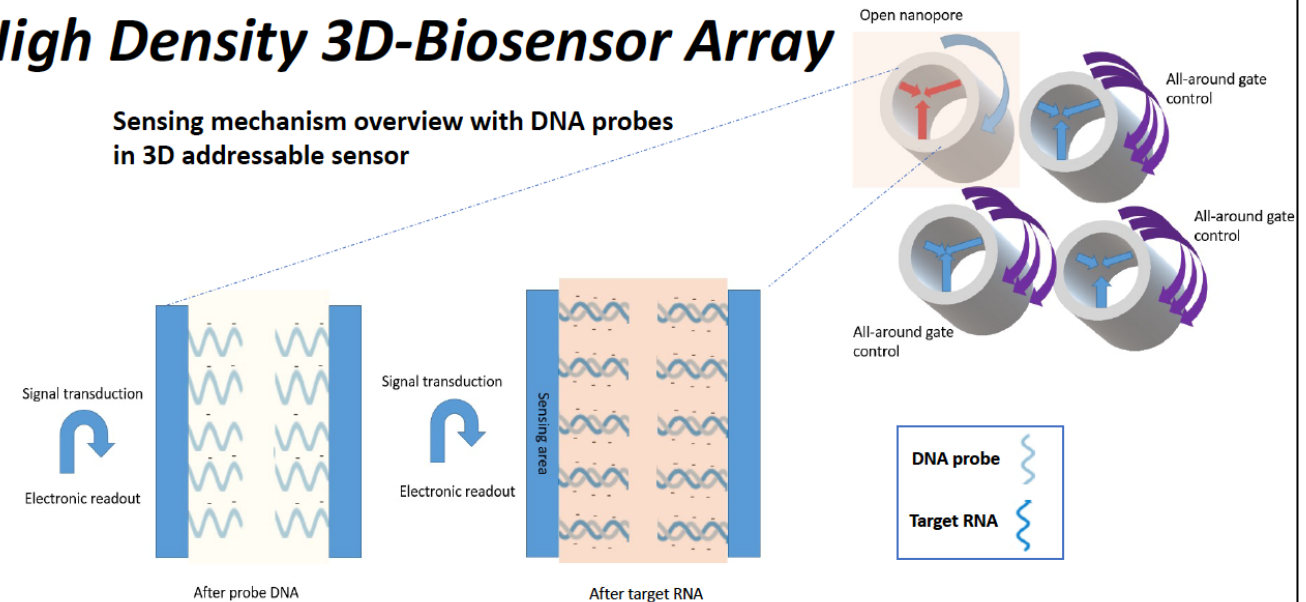 High Density 3D-Biosensor Array
Sensing mechanism overview with DNA probes
in 3D addressable sensor
Open nanopore
All-around gate
control
All-around gate
control
All-around gate
control
Signal transduction
Electronic readout
After probe DNA
Signal transduction
Electronic readout
Sensing area
After target RNA
DNA probe
Target RNA